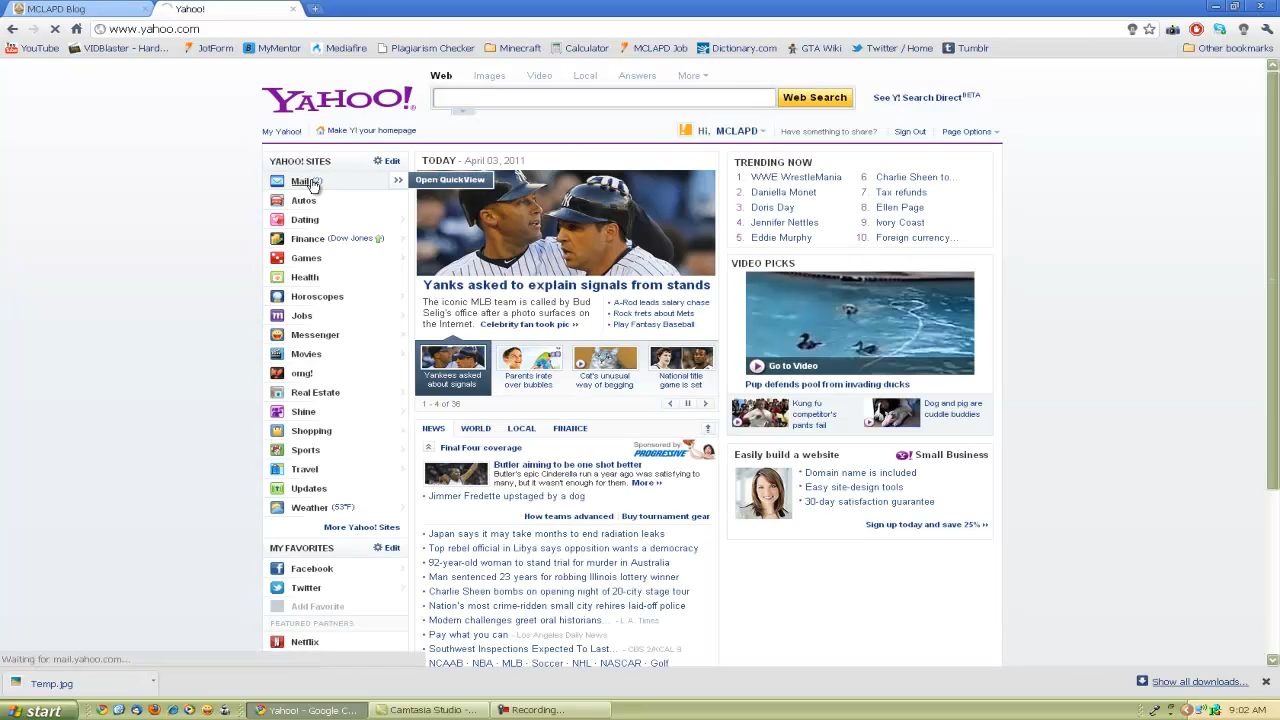 MCLAPD Blog
Yahoo!
www.yahoo.com
YouTube
VIDBlaster - Hard...
JotForm
MyMentor
Mediafire
Plagiarism Checker
Minecraft
Calculator
MCLAPD Job
Dictionary.com
GTA Wiki
Twitter / Home
Tumblr
Other bookmarks
Web
Images
Video
Local
Answers
More
YAHOO!
Web Search
See Y! Search Direct BETA
My Yahoo!
Make Y! your homepage
Hi, MCLAPD
Have something to share?
Sign Out
Page Options
YAHOO! SITES
Edit
Mail
Open QuickView
Autos
Dating
Finance (Dow Jones)
Games
Health
Horoscopes
Jobs
Messenger
Movies
omg!
Real Estate
Shine
Shopping
Sports
Travel
Updates
Weather (53°F)
More Yahoo! Sites
MY FAVORITES
Edit
Facebook
Twitter
Add Favorite
FEATURED PARTNERS
Netflix
TODAY - April 03, 2011
Yanks asked to explain signals from stands
The iconic MLB team is called by Bud
Selig's office after a photo surfaces on
the Internet. Celebrity fan took pic ››
• A-Rod leads salary chase
• Rock frets about Mets
• Play Fantasy Baseball
Yankees asked
about signals
Parents irate
over bubbles
Cat's unusual
way of begging
National title
game is set
1 - 4 of 36
NEWS
WORLD
LOCAL
FINANCE
Final Four coverage
Sponsored by:
PROGRESSIVE
Butler aiming to be one shot better
Butler's epic Cinderella run a year ago was satisfying to
many, but it wasn't enough for them. More ››
• Jimmer Fredette upstaged by a dog
How teams advanced | Buy tournament gear
• Japan says it may take months to end radiation leaks
• Top rebel official in Libya says opposition wants a democracy
• 92-year-old woman to stand trial for murder in Australia
• Man sentenced 23 years for robbing Illinois lottery winner
• Charlie Sheen bombs on opening night of 20-city stage tour
• Nation's most crime-ridden small city rehires laid-off police
• Modern challenges greet oral historians... - L.A. Times
• Pay what you can - Los Angeles Daily News
• Southwest Inspections Expected To Last... - CBS 2/KCAL 9
NCAAB · NBA · MLB · Soccer · NHL · NASCAR · Golf
TRENDING NOW
1. WWE WrestleMania
2. Daniella Monet
3. Doris Day
4. Jennifer Nettles
5. Eddie Murphy
6 Charlie Sheen to...
7. Tax refunds
8. Ellen Page
9. Ivory Coast
10. Foreign currency...
VIDEO PICKS
Go to Video
Pup defends pool from invading ducks
Kung fu
competitor's
pants fail
Dog and pig are
cuddle buddies
Easily build a website
Y! Small Business
• Domain name is included
• Easy site-design tools
• 30-day satisfaction guarantee
Sign up today and save 25% ››
Waiting for mail.yahoo.com...
Temp.jpg
Show all downloads...
start
Yahoo! - Google C...
Camtasia Studio - ...
Recording...
9:02 AM